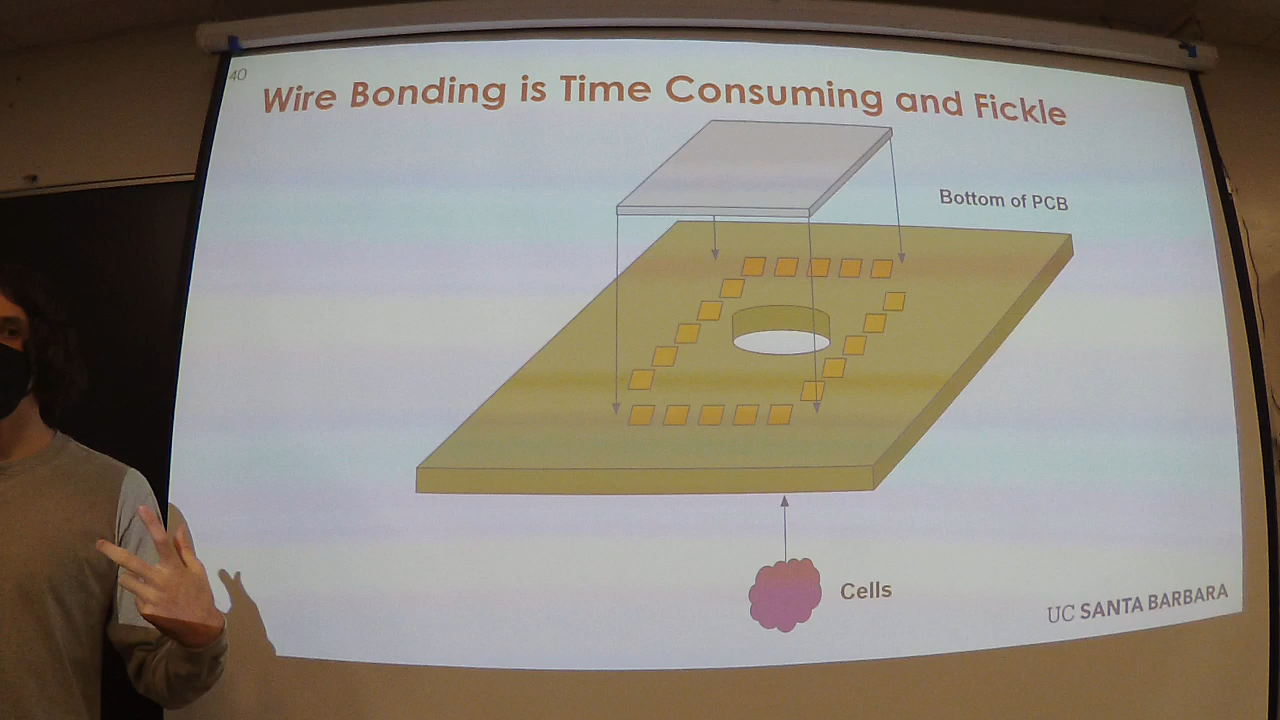 40
Wire Bonding is Time Consuming and Fickle
Bottom of PCB
Cells
UC SANTA BARBARA